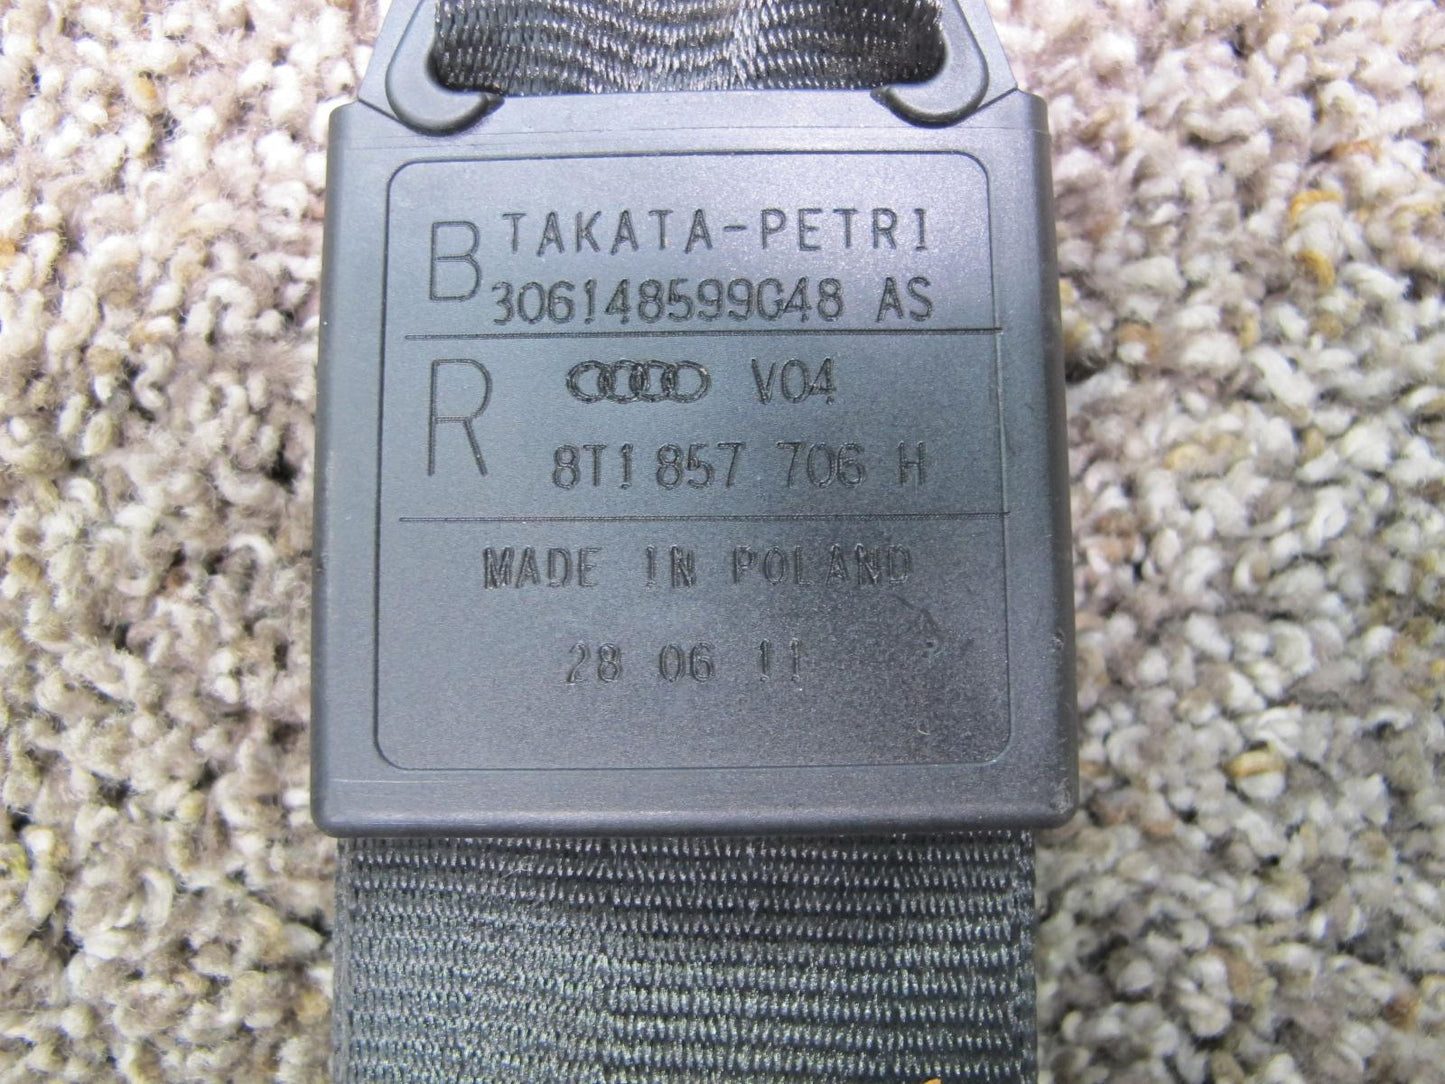 B TAKATA-PETRI
306148599G48 AS
R V04
8T1 857 706 H
MADE IN POLAND
28 06 11